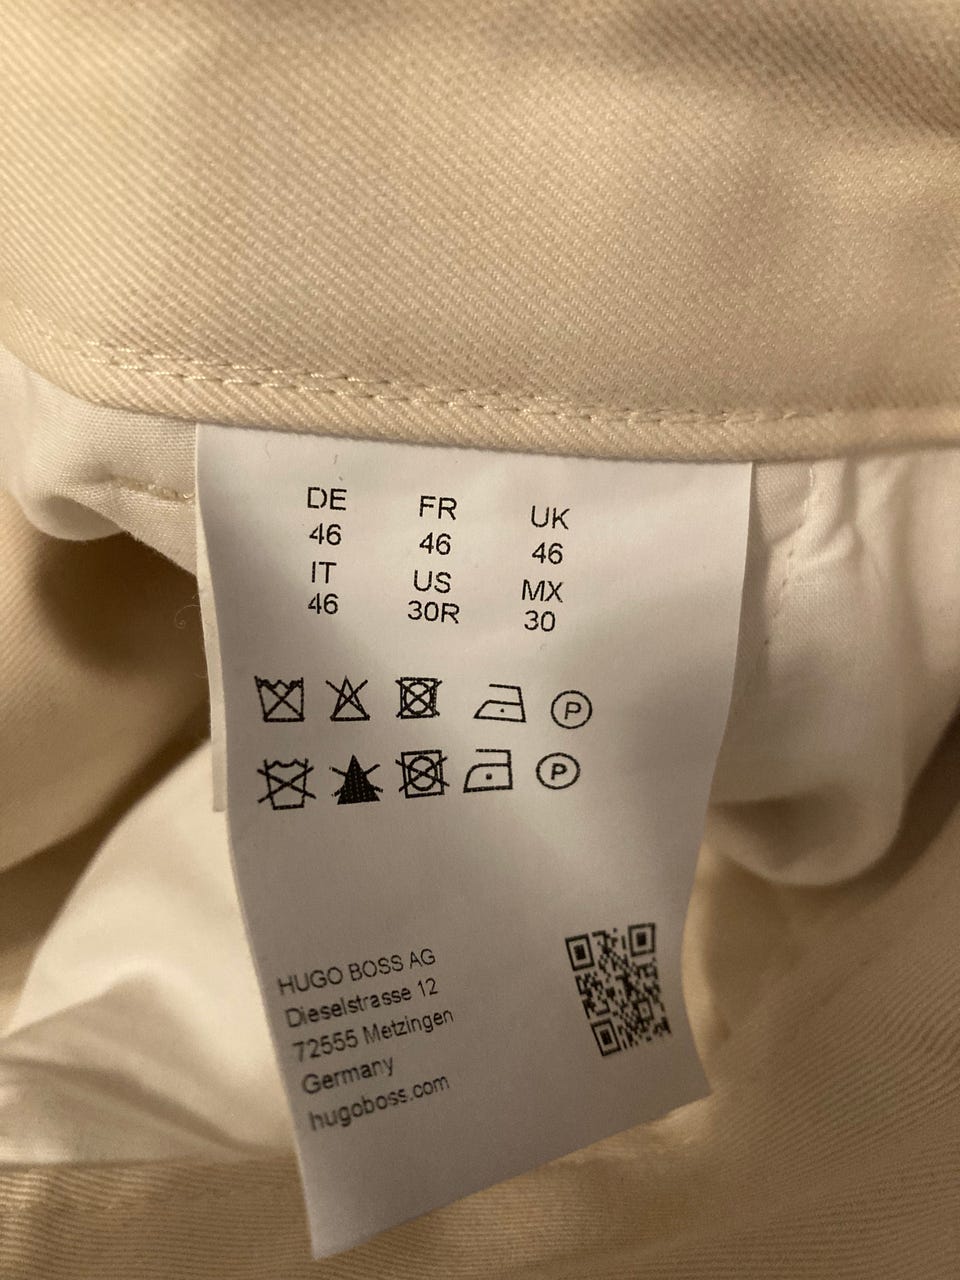 DE FR UK
46 46 46
IT US MX
46 30R 30
P
P
HUGO BOSS AG
Dieselstrasse 12
72555 Metzingen
Germany
hugoboss.com